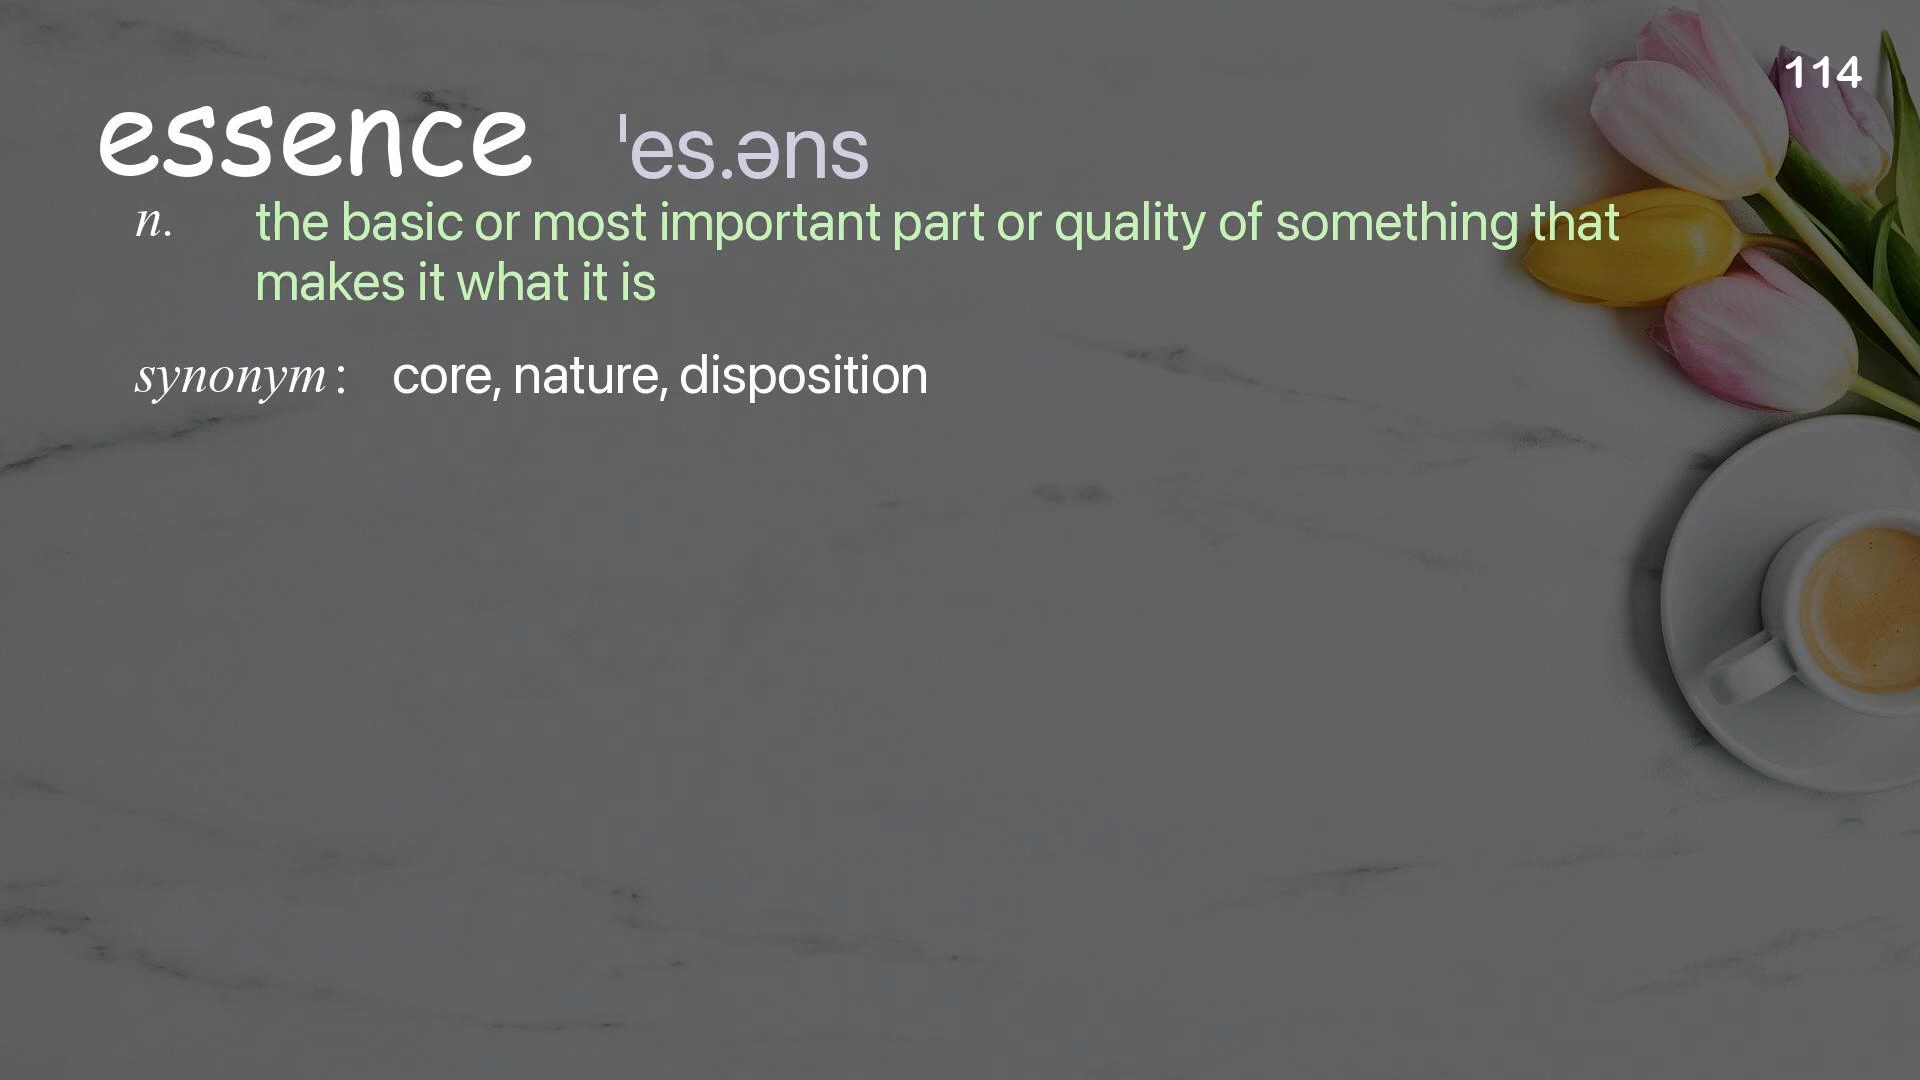 114
essence ˈes.əns
n. the basic or most important part or quality of something that
makes it what it is
synonym: core, nature, disposition